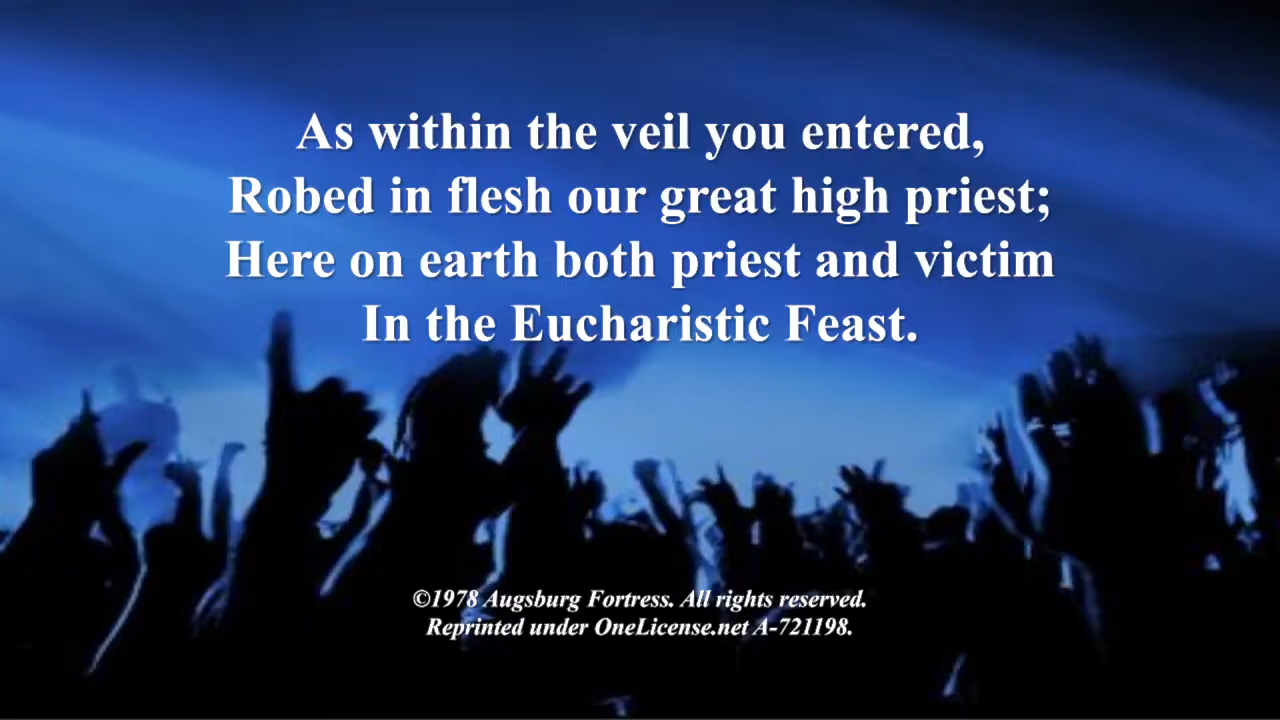 As within the veil you entered,
Robed in flesh our great high priest;
Here on earth both priest and victim
In the Eucharistic Feast.
©1978 Augsburg Fortress. All rights reserved.
Reprinted under OneLicense.net A-721198.